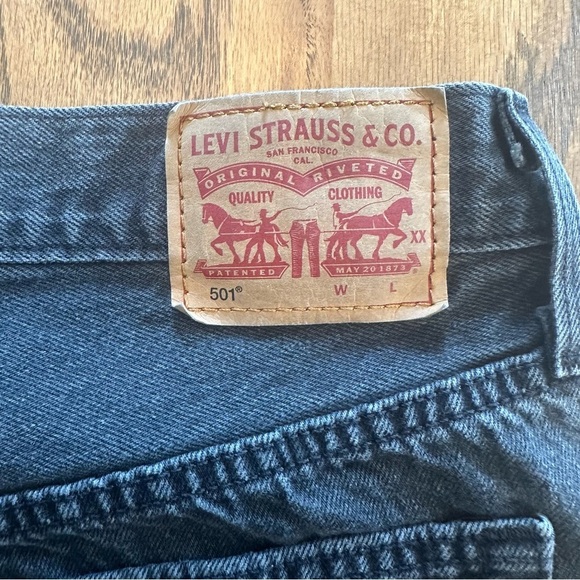 LEVI STRAUSS & CO.
SAN FRANCISCO
CAL.
ORIGINAL RIVETED
QUALITY CLOTHING
XX
PATENTED MAY 20 1873
501® W L